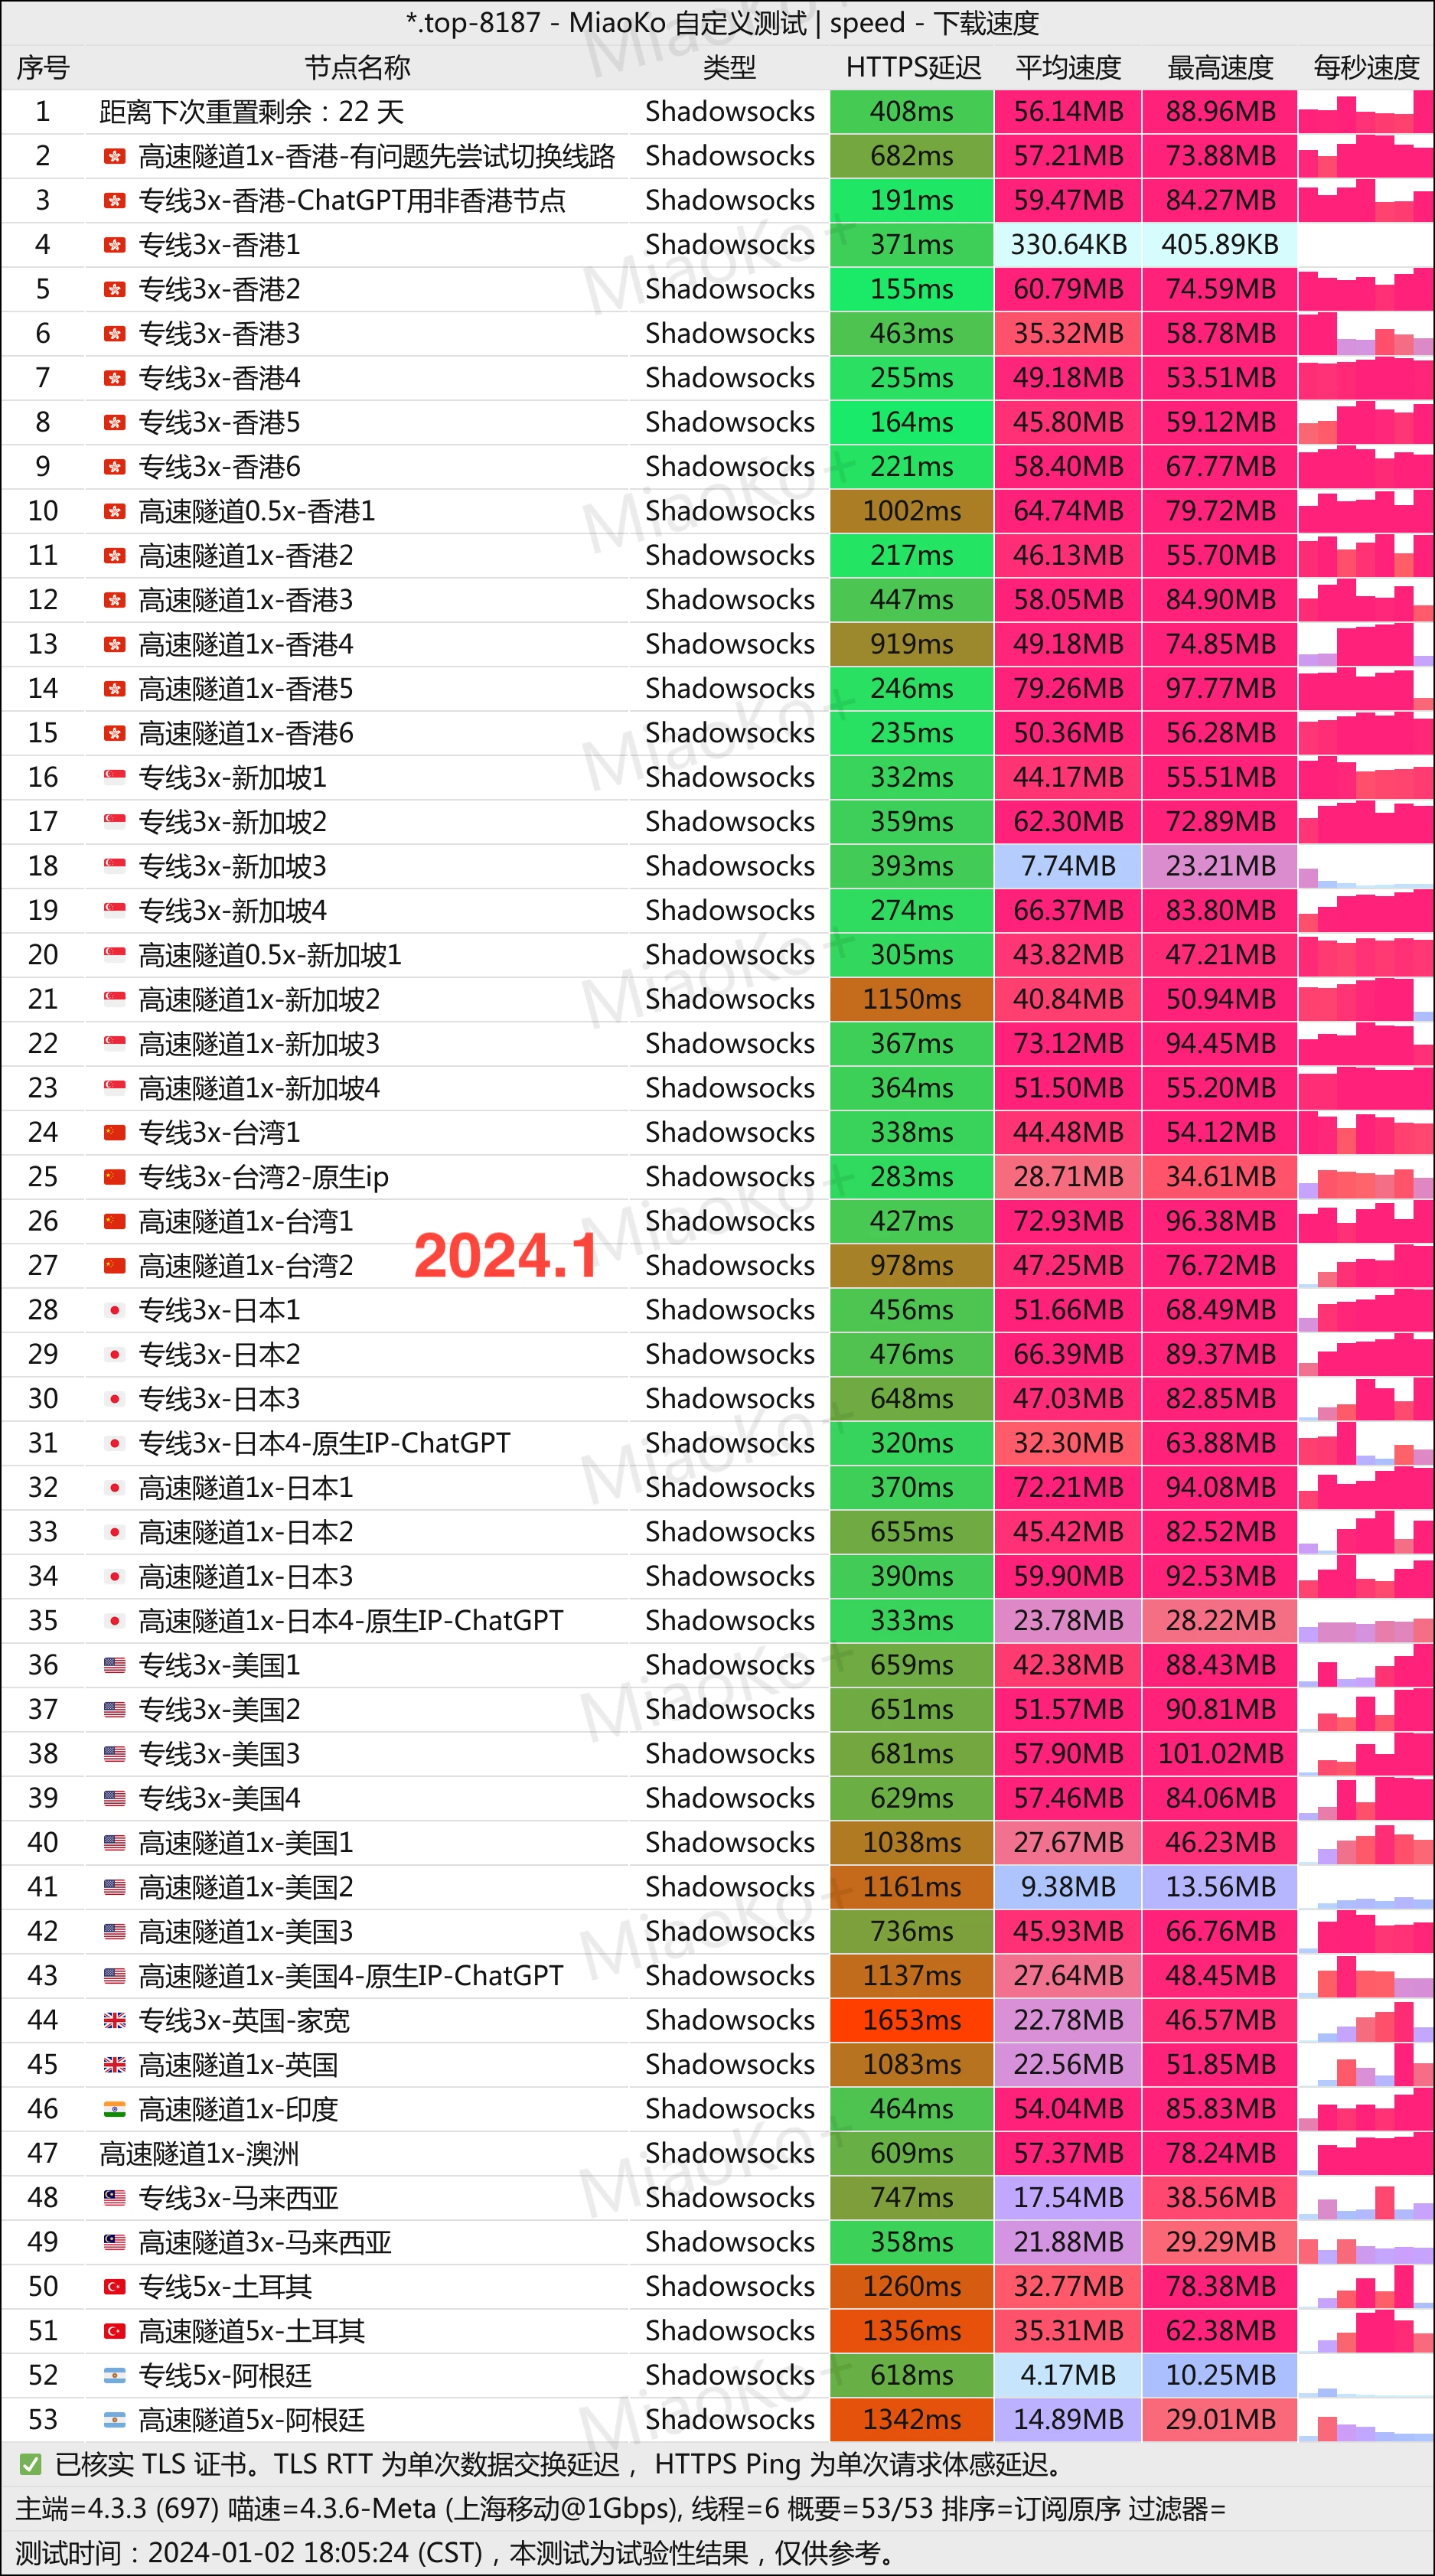 *.top-8187 - MiaoKo 自定义测试 | speed - 下载速度
序号 节点名称 类型 HTTPS延迟 平均速度 最高速度 每秒速度
1 距离下次重置剩余：22 天 Shadowsocks 408ms 56.14MB 88.96MB
2 高速隧道1x-香港-有问题先尝试切换线路 Shadowsocks 682ms 57.21MB 73.88MB
3 专线3x-香港-ChatGPT用非香港节点 Shadowsocks 191ms 59.47MB 84.27MB
4 专线3x-香港1 Shadowsocks 371ms 330.64KB 405.89KB
5 专线3x-香港2 Shadowsocks 155ms 60.79MB 74.59MB
6 专线3x-香港3 Shadowsocks 463ms 35.32MB 58.78MB
7 专线3x-香港4 Shadowsocks 255ms 49.18MB 53.51MB
8 专线3x-香港5 Shadowsocks 164ms 45.80MB 59.12MB
9 专线3x-香港6 Shadowsocks 221ms 58.40MB 67.77MB
10 高速隧道0.5x-香港1 Shadowsocks 1002ms 64.74MB 79.72MB
11 高速隧道1x-香港2 Shadowsocks 217ms 46.13MB 55.70MB
12 高速隧道1x-香港3 Shadowsocks 447ms 58.05MB 84.90MB
13 高速隧道1x-香港4 Shadowsocks 919ms 49.18MB 74.85MB
14 高速隧道1x-香港5 Shadowsocks 246ms 79.26MB 97.77MB
15 高速隧道1x-香港6 Shadowsocks 235ms 50.36MB 56.28MB
16 专线3x-新加坡1 Shadowsocks 332ms 44.17MB 55.51MB
17 专线3x-新加坡2 Shadowsocks 359ms 62.30MB 72.89MB
18 专线3x-新加坡3 Shadowsocks 393ms 7.74MB 23.21MB
19 专线3x-新加坡4 Shadowsocks 274ms 66.37MB 83.80MB
20 高速隧道0.5x-新加坡1 Shadowsocks 305ms 43.82MB 47.21MB
21 高速隧道1x-新加坡2 Shadowsocks 1150ms 40.84MB 50.94MB
22 高速隧道1x-新加坡3 Shadowsocks 367ms 73.12MB 94.45MB
23 高速隧道1x-新加坡4 Shadowsocks 364ms 51.50MB 55.20MB
24 专线3x-台湾1 Shadowsocks 338ms 44.48MB 54.12MB
25 专线3x-台湾2-原生ip Shadowsocks 283ms 28.71MB 34.61MB
26 高速隧道1x-台湾1 Shadowsocks 427ms 72.93MB 96.38MB
2024.1
27 高速隧道1x-台湾2 Shadowsocks 978ms 47.25MB 76.72MB
28 专线3x-日本1 Shadowsocks 456ms 51.66MB 68.49MB
29 专线3x-日本2 Shadowsocks 476ms 66.39MB 89.37MB
30 专线3x-日本3 Shadowsocks 648ms 47.03MB 82.85MB
31 专线3x-日本4-原生IP-ChatGPT Shadowsocks 320ms 32.30MB 63.88MB
32 高速隧道1x-日本1 Shadowsocks 370ms 72.21MB 94.08MB
33 高速隧道1x-日本2 Shadowsocks 655ms 45.42MB 82.52MB
34 高速隧道1x-日本3 Shadowsocks 390ms 59.90MB 92.53MB
35 高速隧道1x-日本4-原生IP-ChatGPT Shadowsocks 333ms 23.78MB 28.22MB
36 专线3x-美国1 Shadowsocks 659ms 42.38MB 88.43MB
37 专线3x-美国2 Shadowsocks 651ms 51.57MB 90.81MB
38 专线3x-美国3 Shadowsocks 681ms 57.90MB 101.02MB
39 专线3x-美国4 Shadowsocks 629ms 57.46MB 84.06MB
40 高速隧道1x-美国1 Shadowsocks 1038ms 27.67MB 46.23MB
41 高速隧道1x-美国2 Shadowsocks 1161ms 9.38MB 13.56MB
42 高速隧道1x-美国3 Shadowsocks 736ms 45.93MB 66.76MB
43 高速隧道1x-美国4-原生IP-ChatGPT Shadowsocks 1137ms 27.64MB 48.45MB
44 专线3x-英国-家宽 Shadowsocks 1653ms 22.78MB 46.57MB
45 高速隧道1x-英国 Shadowsocks 1083ms 22.56MB 51.85MB
46 高速隧道1x-印度 Shadowsocks 464ms 54.04MB 85.83MB
47 高速隧道1x-澳洲 Shadowsocks 609ms 57.37MB 78.24MB
48 专线3x-马来西亚 Shadowsocks 747ms 17.54MB 38.56MB
49 高速隧道3x-马来西亚 Shadowsocks 358ms 21.88MB 29.29MB
50 专线5x-土耳其 Shadowsocks 1260ms 32.77MB 78.38MB
51 高速隧道5x-土耳其 Shadowsocks 1356ms 35.31MB 62.38MB
52 专线5x-阿根廷 Shadowsocks 618ms 4.17MB 10.25MB
53 高速隧道5x-阿根廷 Shadowsocks 1342ms 14.89MB 29.01MB
✅ 已核实 TLS 证书。TLS RTT 为单次数据交换延迟， HTTPS Ping 为单次请求体感延迟。
主端=4.3.3 (697) 喵速=4.3.6-Meta (上海移动@1Gbps), 线程=6 概要=53/53 排序=订阅原序 过滤器=
测试时间：2024-01-02 18:05:24 (CST)，本测试为试验性结果，仅供参考。